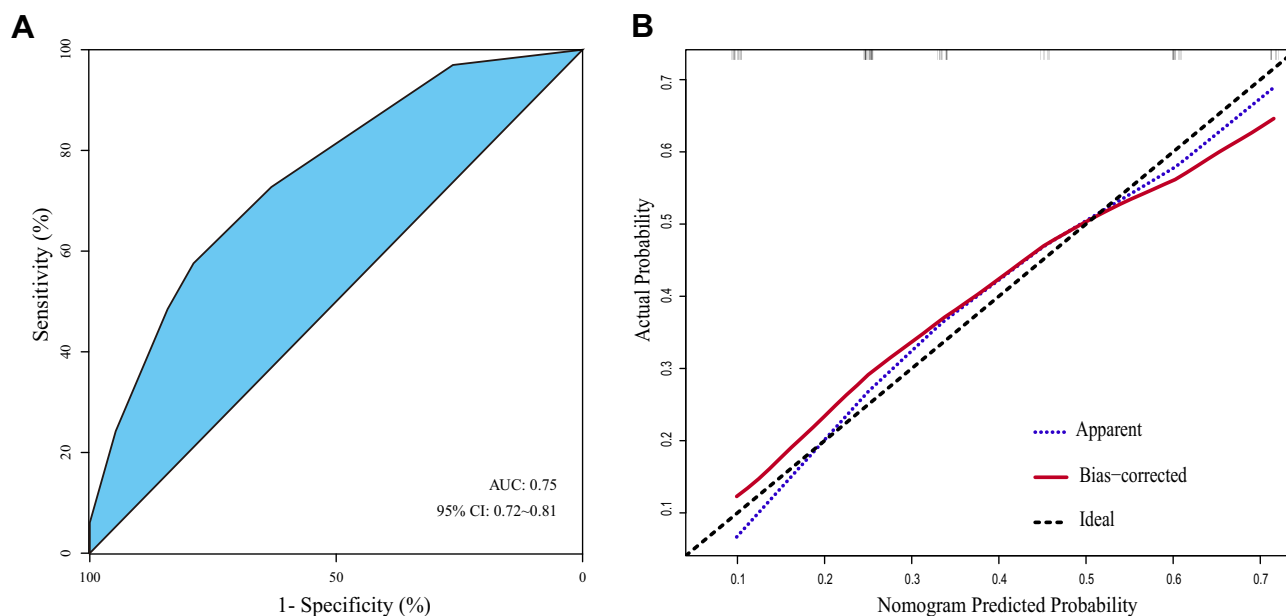 A
Sensitivity (%)
100
80
60
40
20
0
AUC: 0.75
95% CI: 0.72~0.81
100
50
0
1- Specificity (%)
B
Actual Probability
0.7
0.6
0.5
0.4
0.3
0.2
0.1
Apparent
Bias-corrected
Ideal
0.1
0.2
0.3
0.4
0.5
0.6
0.7
Nomogram Predicted Probability